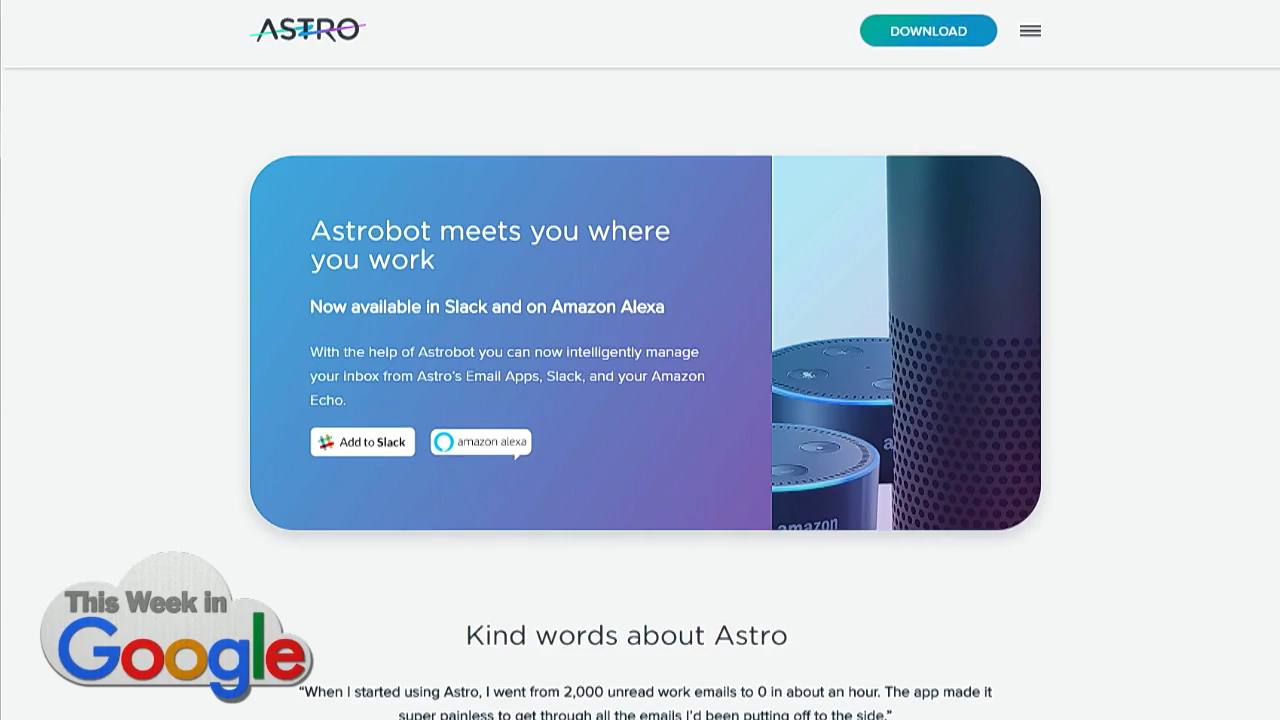 ASTRO
DOWNLOAD
Astrobot meets you where
you work
Now available in Slack and on Amazon Alexa
With the help of Astrobot you can now intelligently manage
your inbox from Astro's Email Apps, Slack, and your Amazon
Echo.
Add to Slack
amazon alexa
a
amazon
This Week in
Google
Kind words about Astro
“When I started using Astro, I went from 2,000 unread work emails to 0 in about an hour. The app made it
super painless to get through all the emails I'd been putting off to the side.”